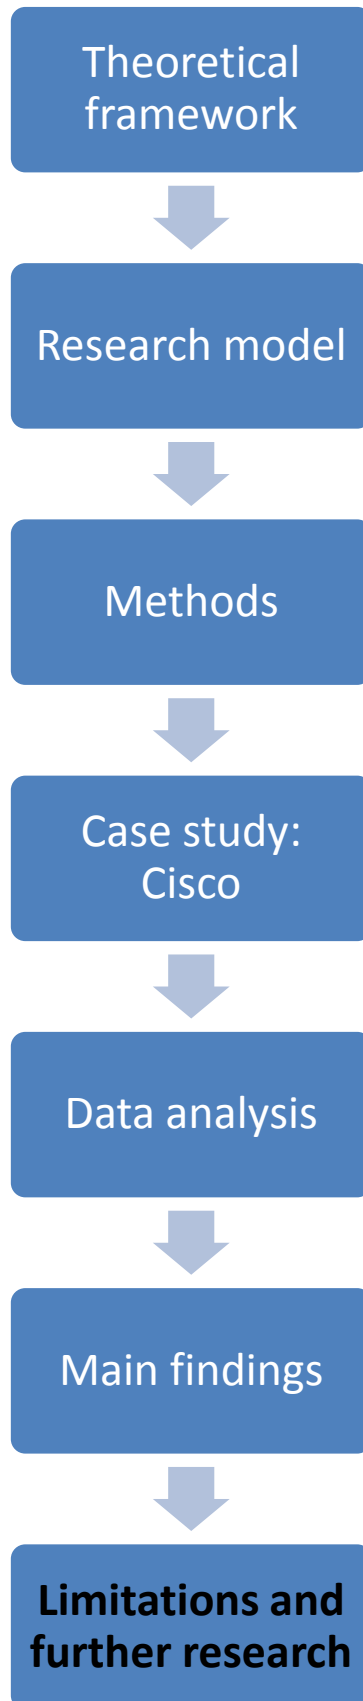 Theoretical
framework
Research model
Methods
Case study:
Cisco
Data analysis
Main findings
Limitations and
further research